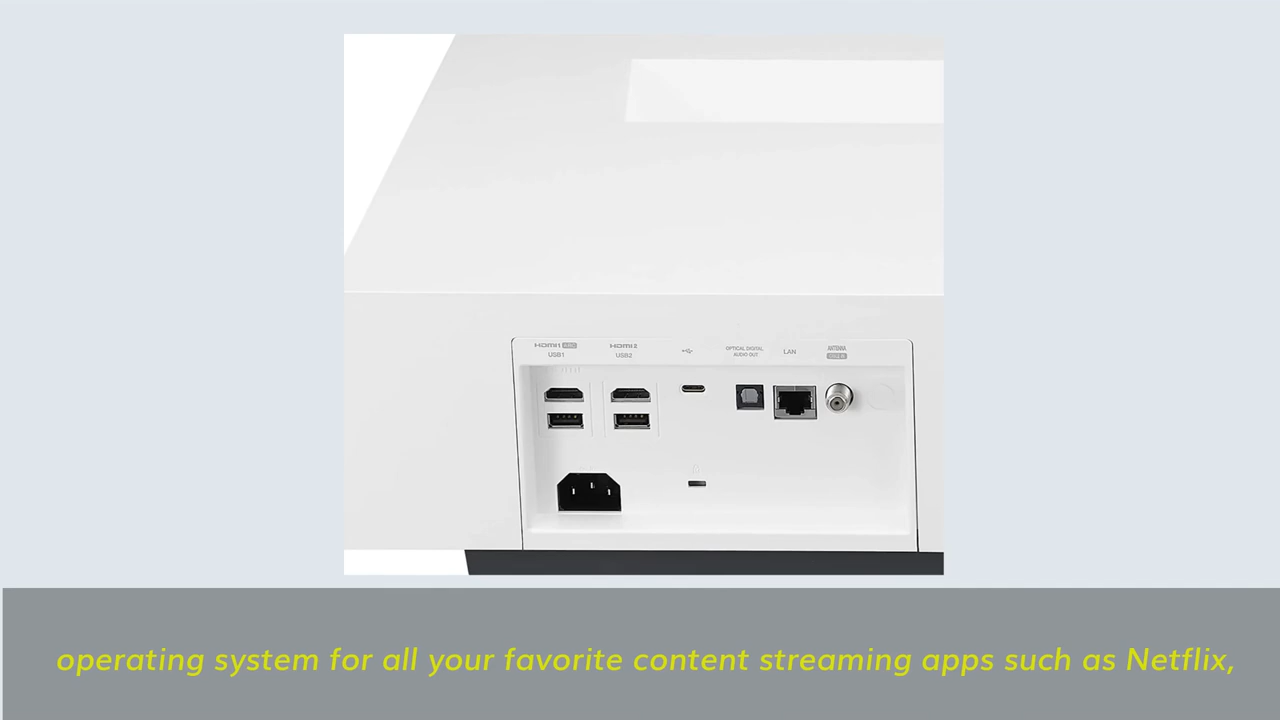 HDMI1 ARC
USB1
HDMI2
USB2
OPTICAL DIGITAL
AUDIO OUT
LAN
ANTENNA
operating system for all your favorite content streaming apps such as Netflix,